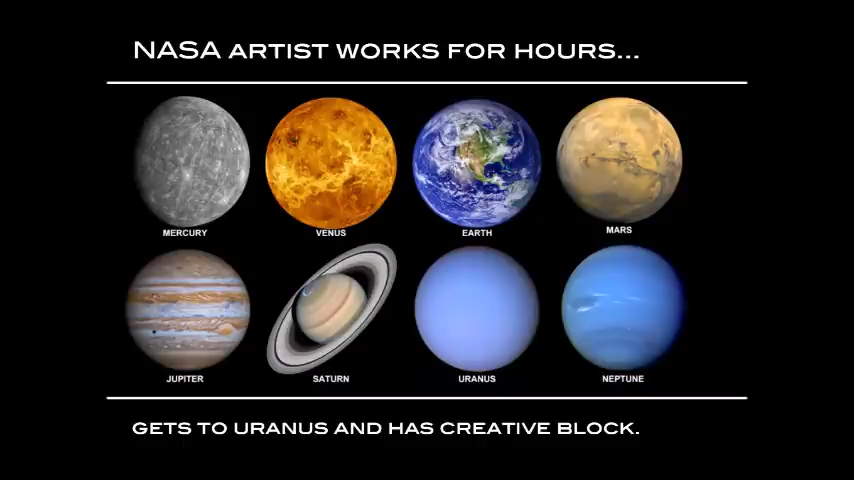 NASA ARTIST WORKS FOR HOURS...
MERCURY VENUS EARTH MARS
JUPITER SATURN URANUS NEPTUNE
GETS TO URANUS AND HAS CREATIVE BLOCK.